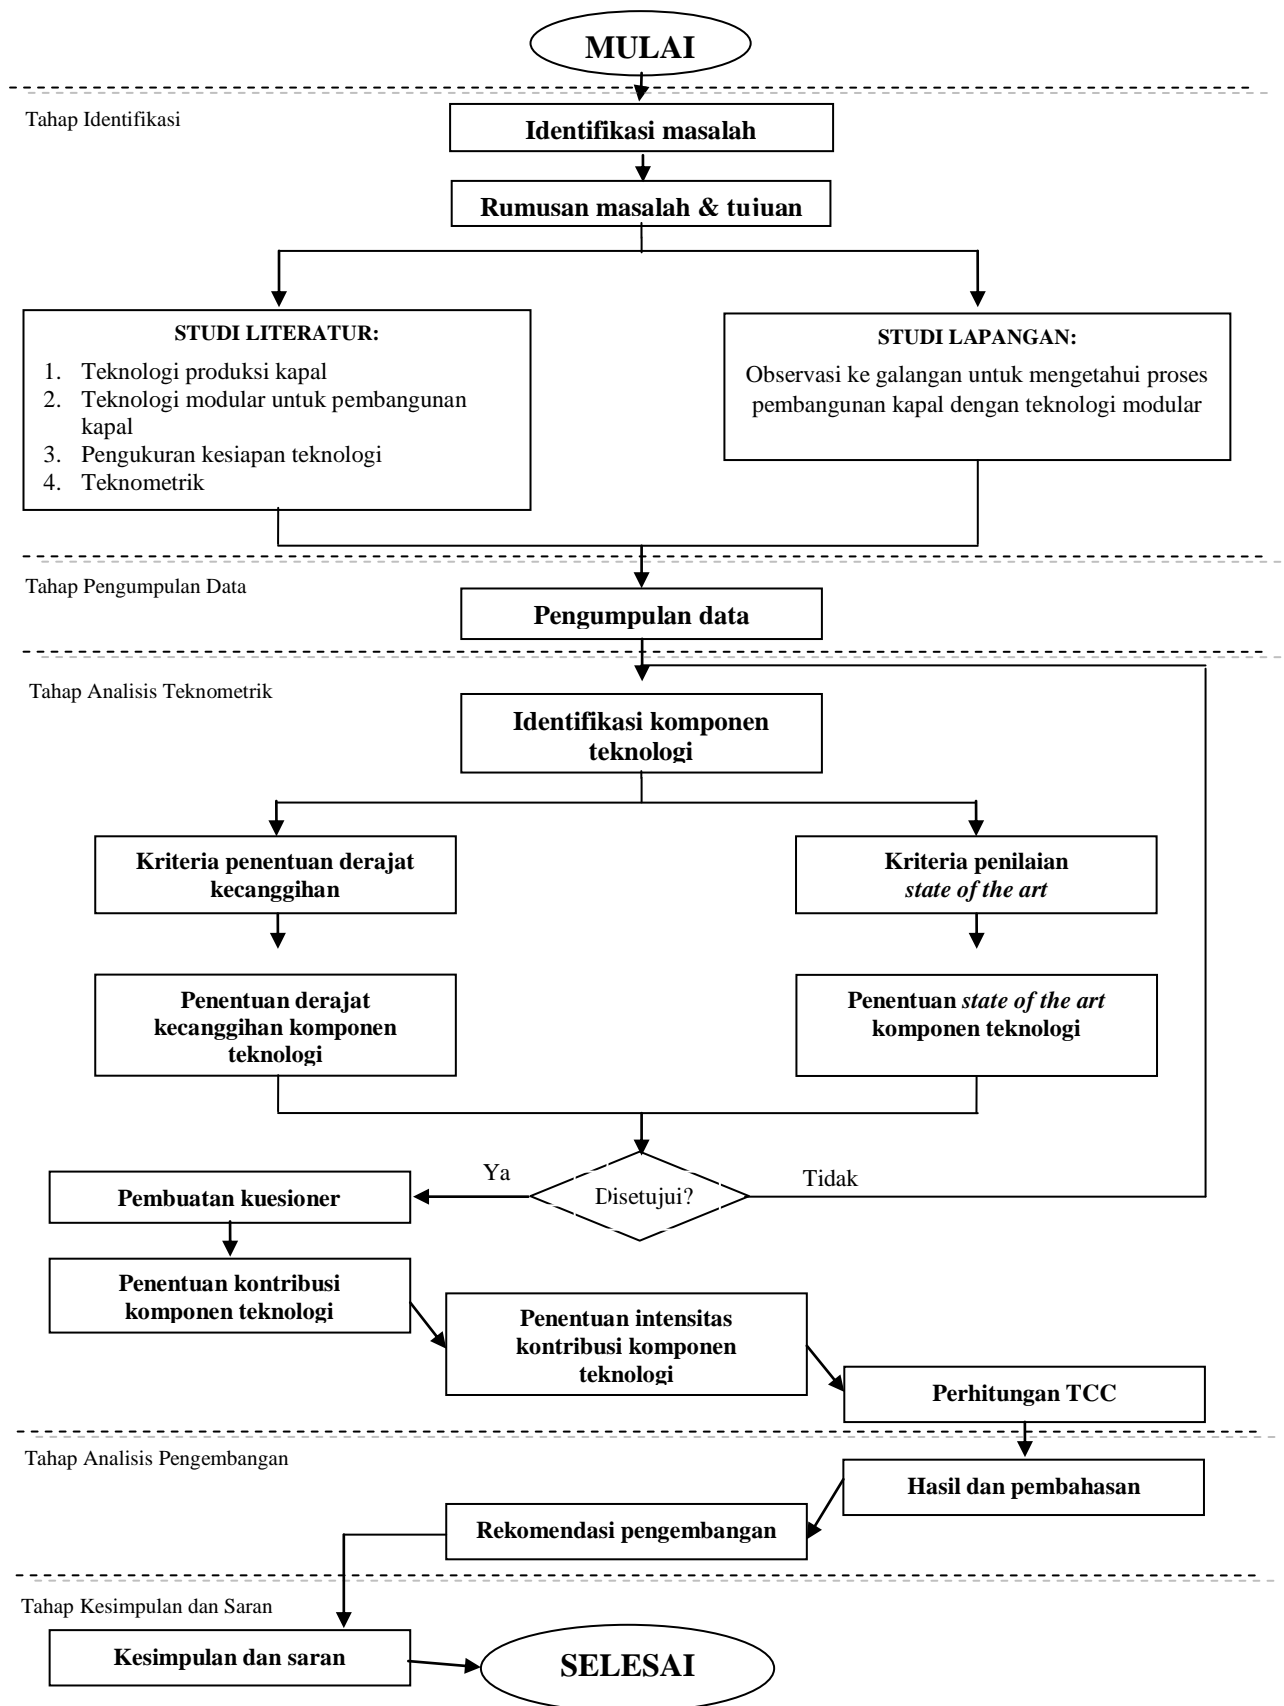 MULAI
Tahap Identifikasi
Identifikasi masalah
Rumusan masalah & tujuan
STUDI LITERATUR:
1. Teknologi produksi kapal
2. Teknologi modular untuk pembangunan
kapal
3. Pengukuran kesiapan teknologi
4. Teknometrik
STUDI LAPANGAN:
Observasi ke galangan untuk mengetahui proses
pembangunan kapal dengan teknologi modular
Tahap Pengumpulan Data
Pengumpulan data
Tahap Analisis Teknometrik
Identifikasi komponen
teknologi
Kriteria penentuan derajat
kecanggihan
Kriteria penilaian
state of the art
Penentuan derajat
kecanggihan komponen
teknologi
Penentuan state of the art
komponen teknologi
Ya
Disetujui?
Tidak
Pembuatan kuesioner
Penentuan kontribusi
komponen teknologi
Penentuan intensitas
kontribusi komponen
teknologi
Perhitungan TCC
Tahap Analisis Pengembangan
Hasil dan pembahasan
Rekomendasi pengembangan
Tahap Kesimpulan dan Saran
Kesimpulan dan saran
SELESAI